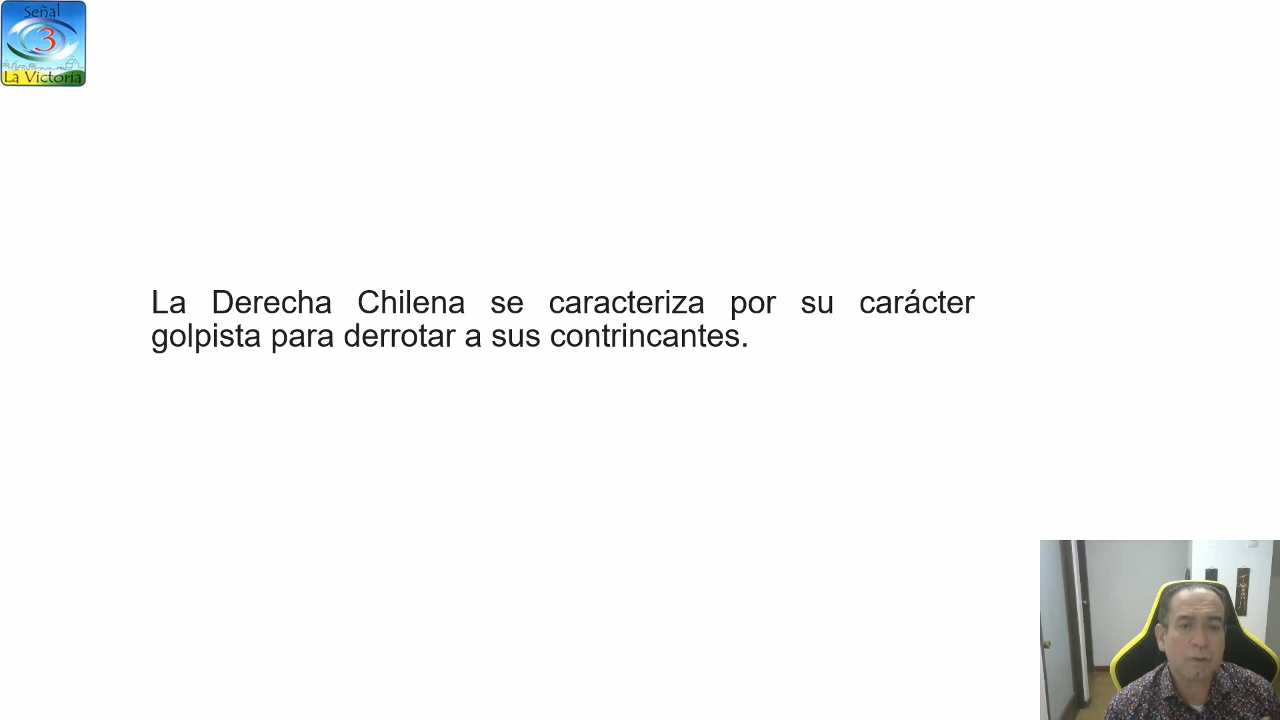 Señal
3
La Victoria
La Derecha Chilena se caracteriza por su carácter
golpista para derrotar a sus contrincantes.